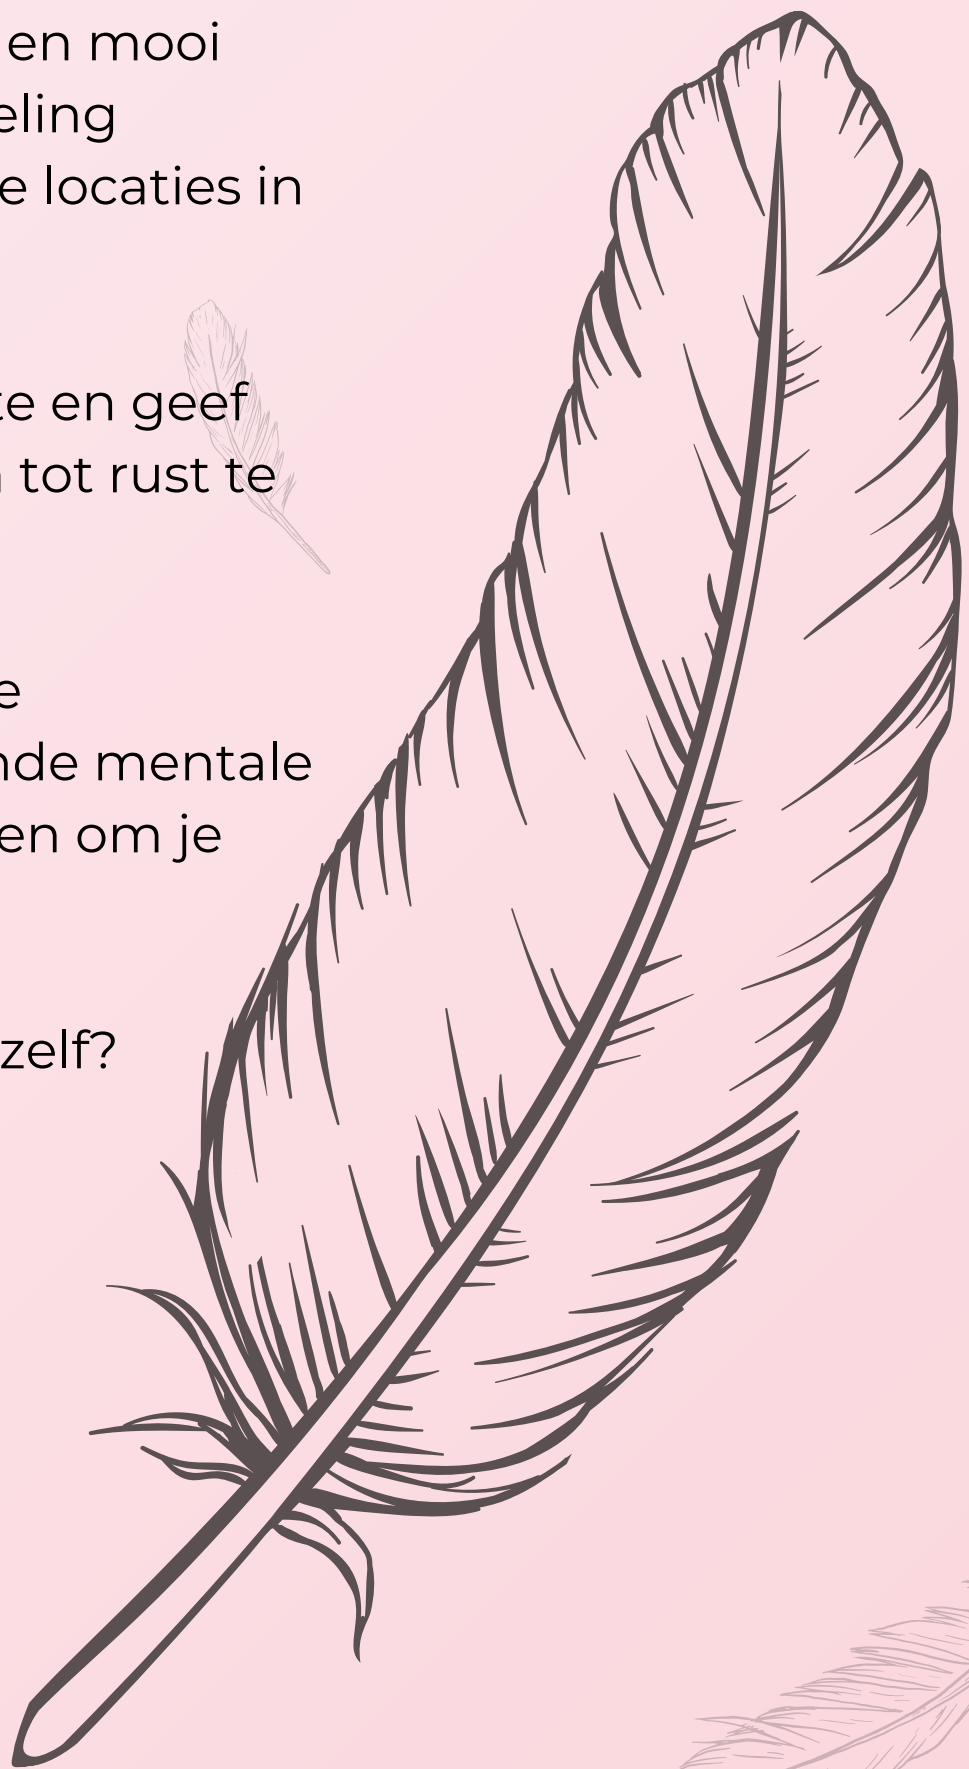 en mooi
eling
e locaties in
te en geef
tot rust te
e
nde mentale
en om je
zelf?